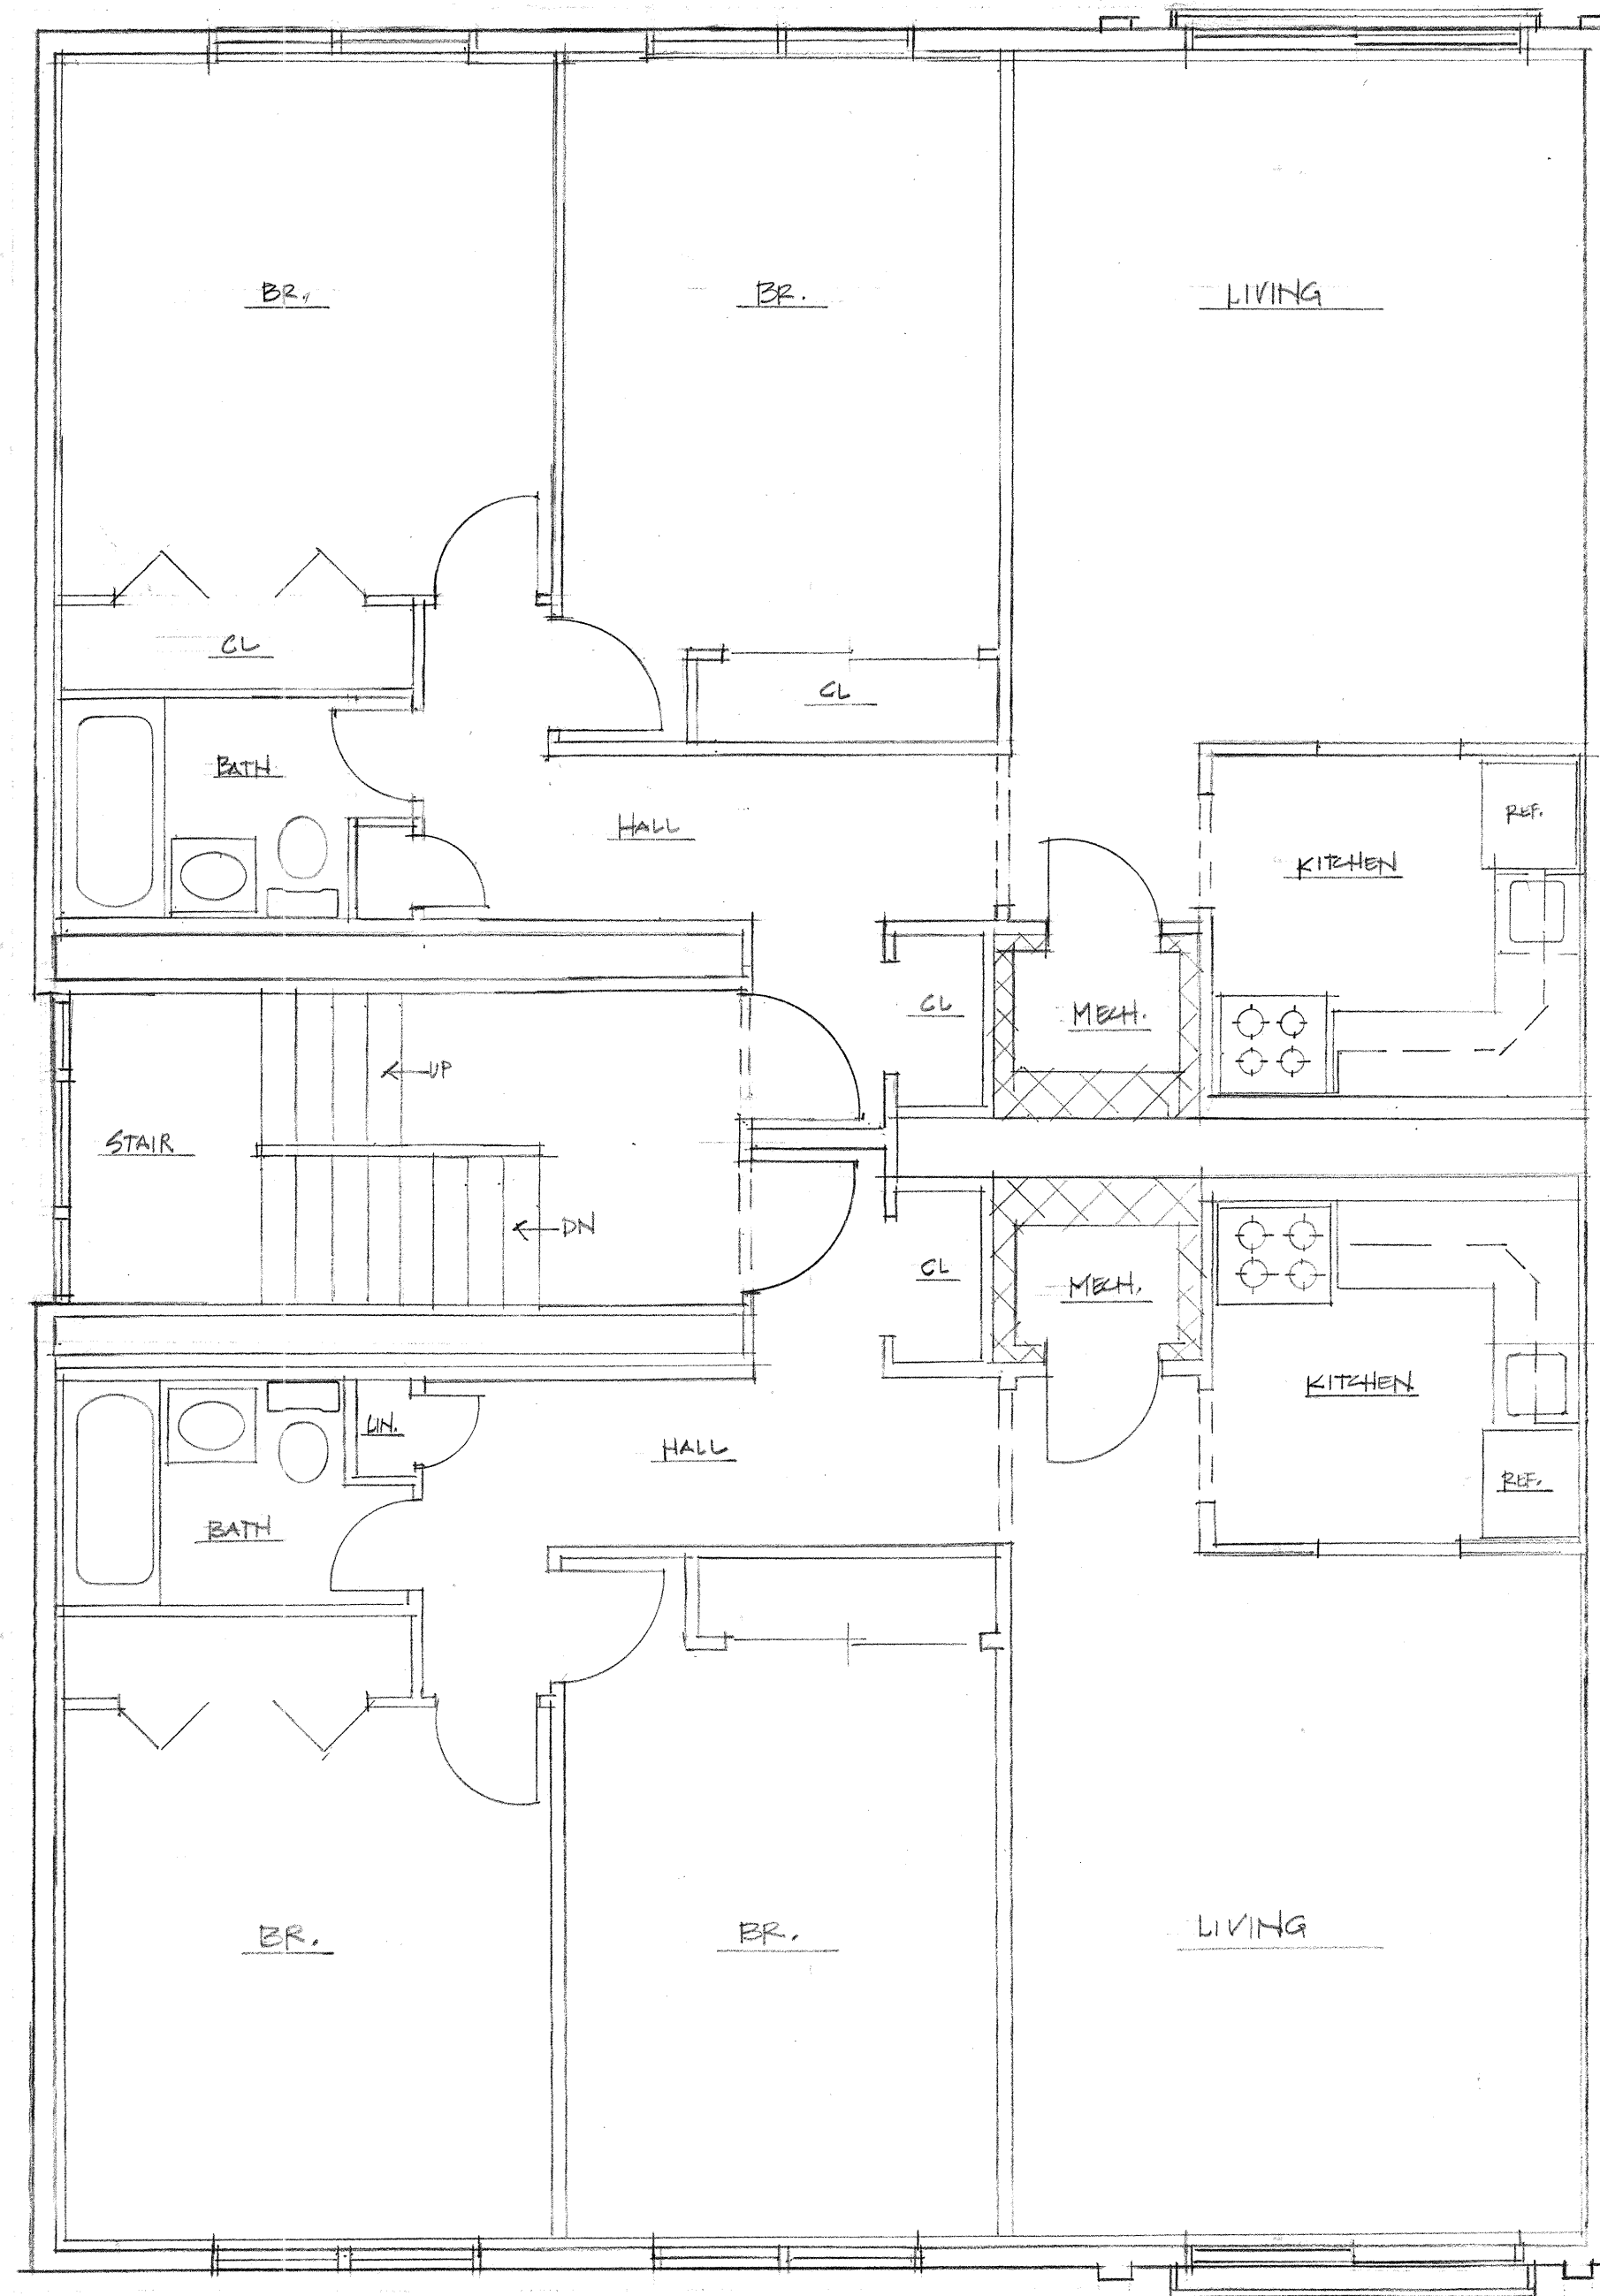 BR.
BR.
LIVING
CL
CL
BATH
HALL
REF.
KITCHEN
CL
MECH.
UP
STAIR
DN
CL
MECH.
KITCHEN
LIN.
HALL
REF.
BATH
BR.
BR.
LIVING